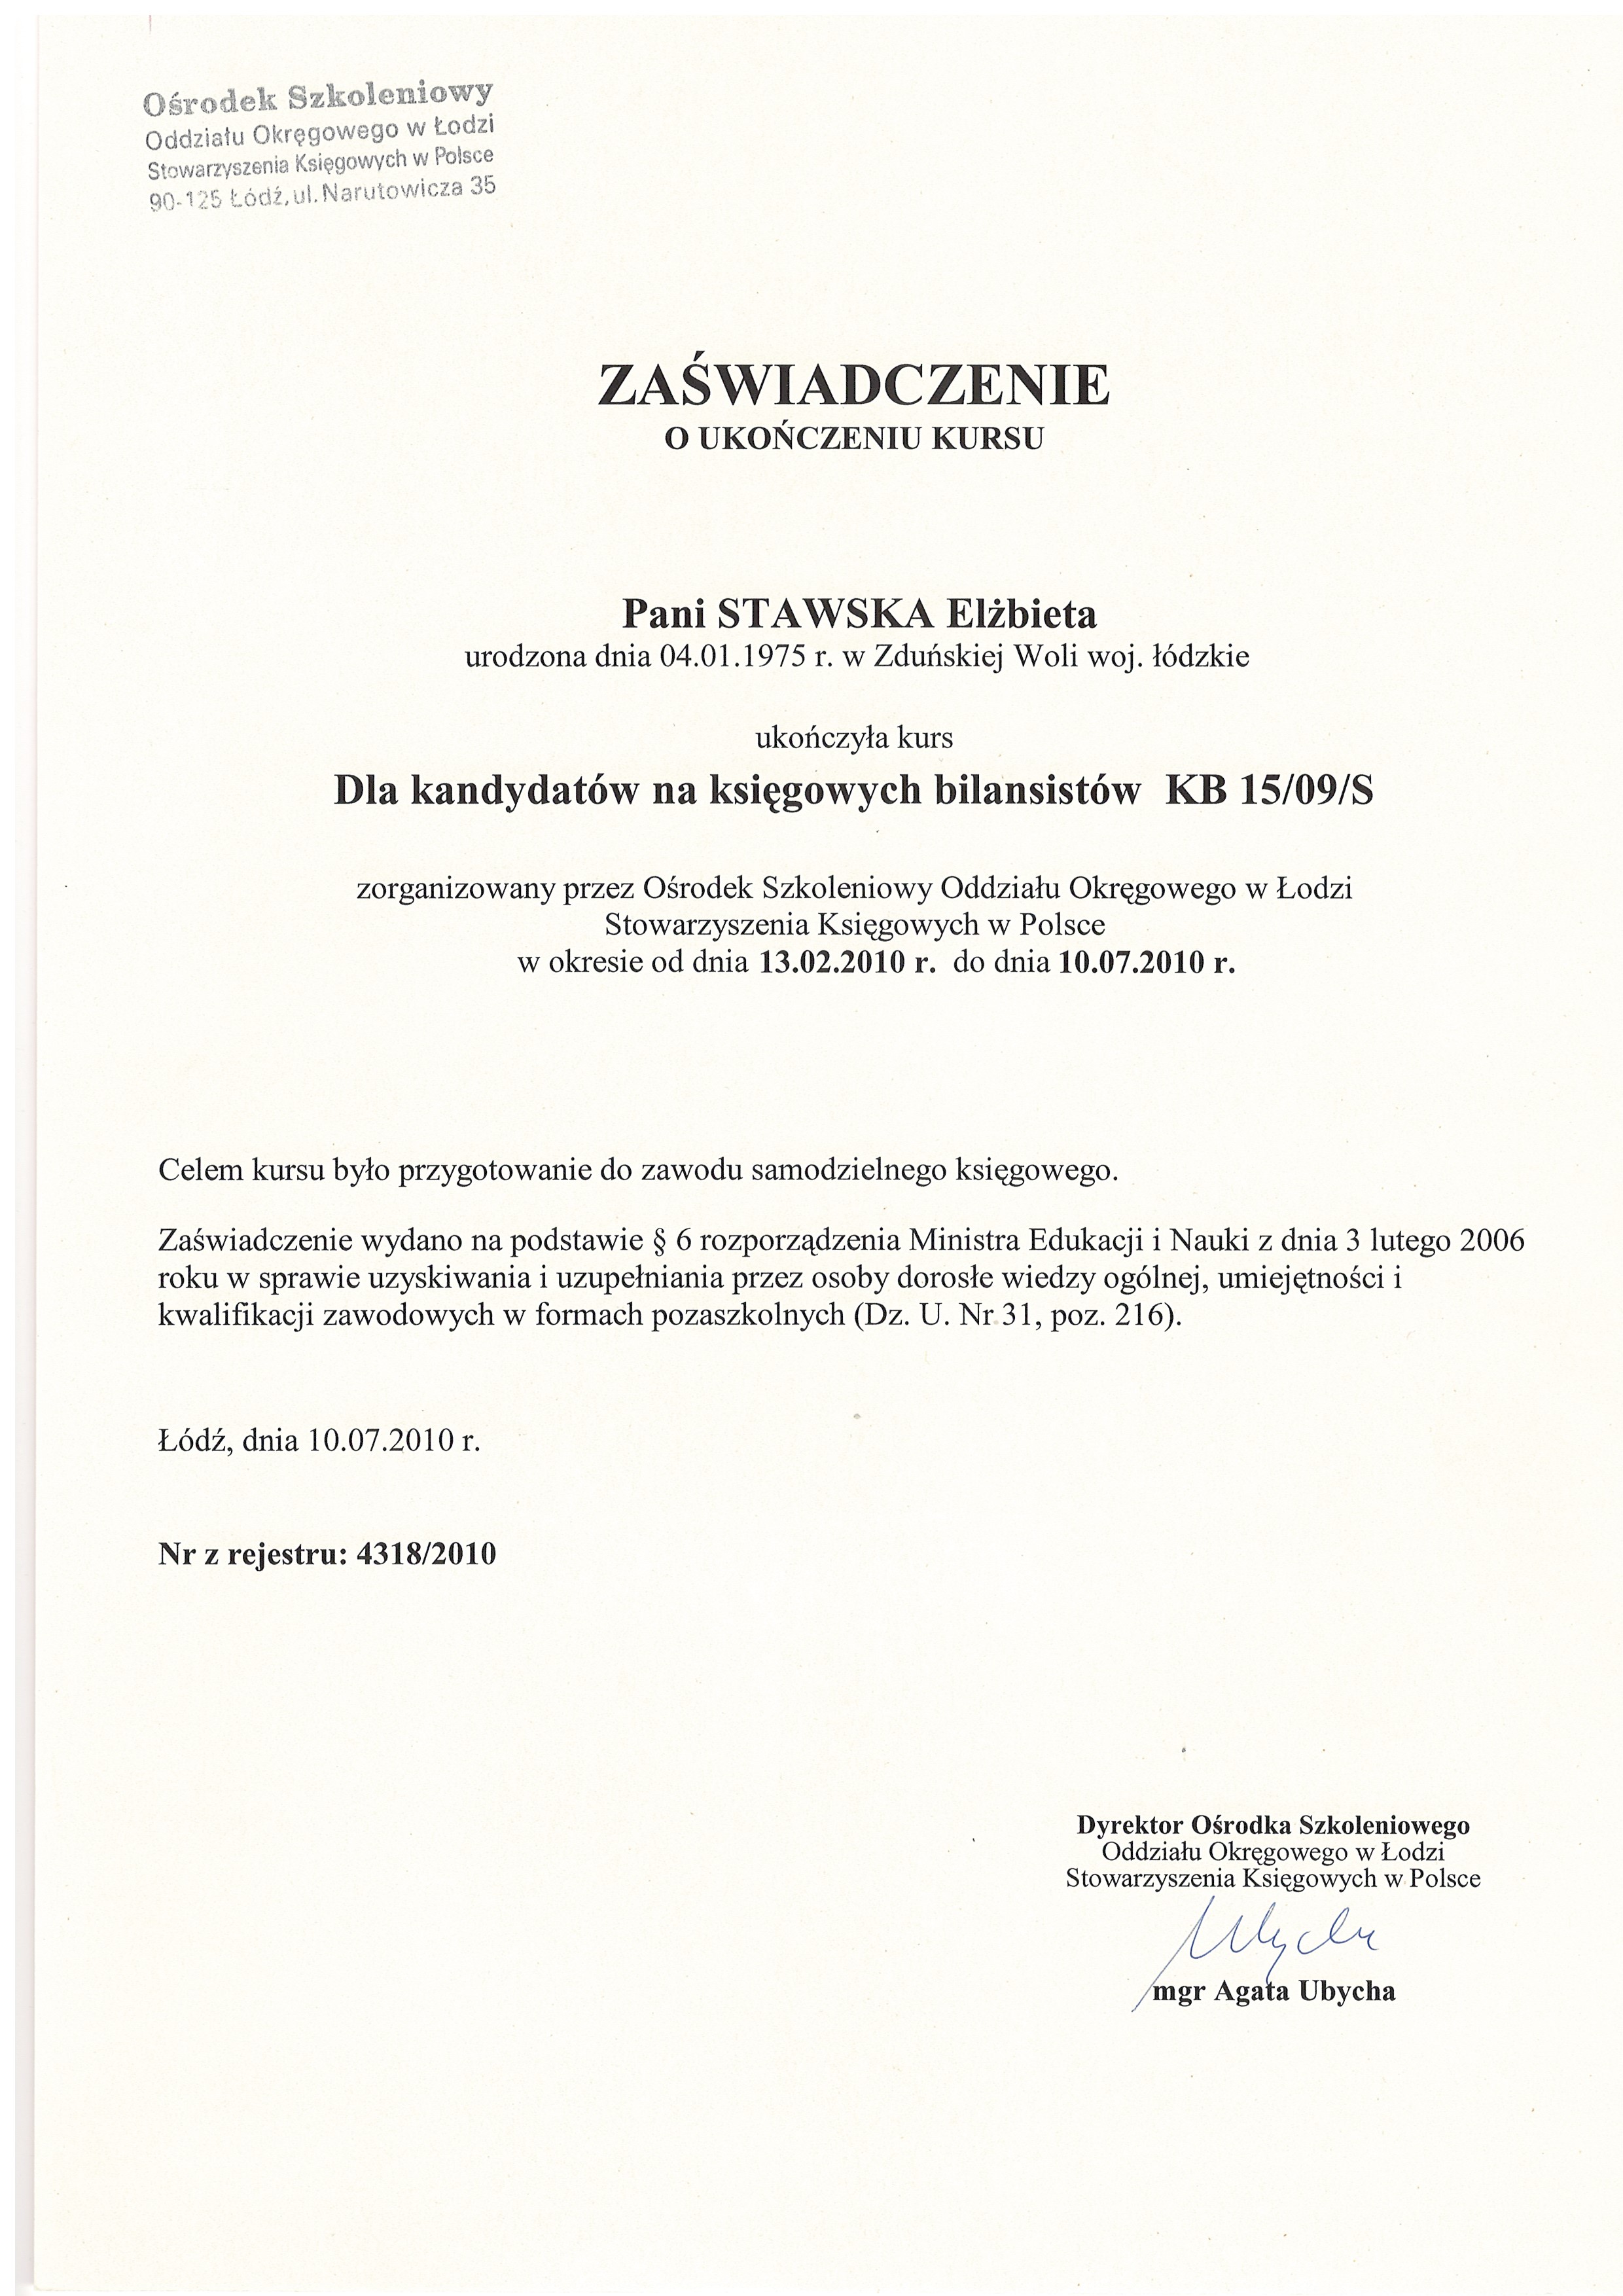 Ośrodek Szkoleniowy
Oddziału Okręgowego w Łodzi
Stowarzyszenia Księgowych w Polsce
90-125 Łódź, ul. Narutowicza 35
ZAŚWIADCZENIE
O UKOŃCZENIU KURSU
Pani STAWSKA Elżbieta
urodzona dnia 04.01.1975 r. w Zduńskiej Woli woj. łódzkie
ukończyła kurs
Dla kandydatów na księgowych bilansistów KB 15/09/S
zorganizowany przez Ośrodek Szkoleniowy Oddziału Okręgowego w Łodzi
Stowarzyszenia Księgowych w Polsce
w okresie od dnia 13.02.2010 r. do dnia 10.07.2010 r.
Celem kursu było przygotowanie do zawodu samodzielnego księgowego.
Zaświadczenie wydano na podstawie § 6 rozporządzenia Ministra Edukacji i Nauki z dnia 3 lutego 2006
roku w sprawie uzyskiwania i uzupełniania przez osoby dorosłe wiedzy ogólnej, umiejętności i
kwalifikacji zawodowych w formach pozaszkolnych (Dz. U. Nr 31, poz. 216).
Łódź, dnia 10.07.2010 r.
Nr z rejestru: 4318/2010
Dyrektor Ośrodka Szkoleniowego
Oddziału Okręgowego w Łodzi
Stowarzyszenia Księgowych w Polsce
mgr Agata Ubycha